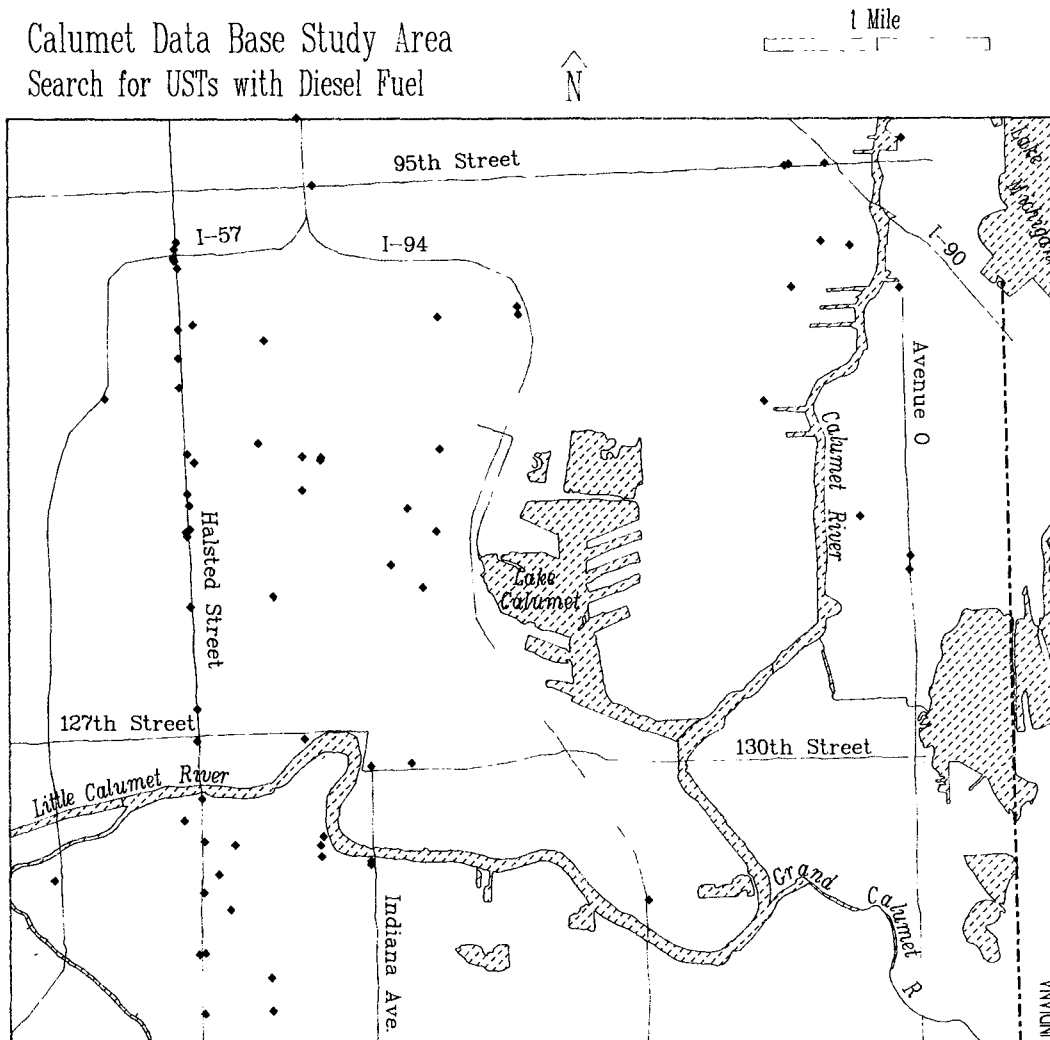 Calumet Data Base Study Area
Search for USTs with Diesel Fuel
N
1 Mile
95th Street
I-57
I-94
I-90
Lake Michigan
Avenue O
Calumet River
Halsted Street
Lake
Calumet
127th Street
130th Street
Little Calumet River
Grand Calumet R
Indiana Ave.
INDIANA